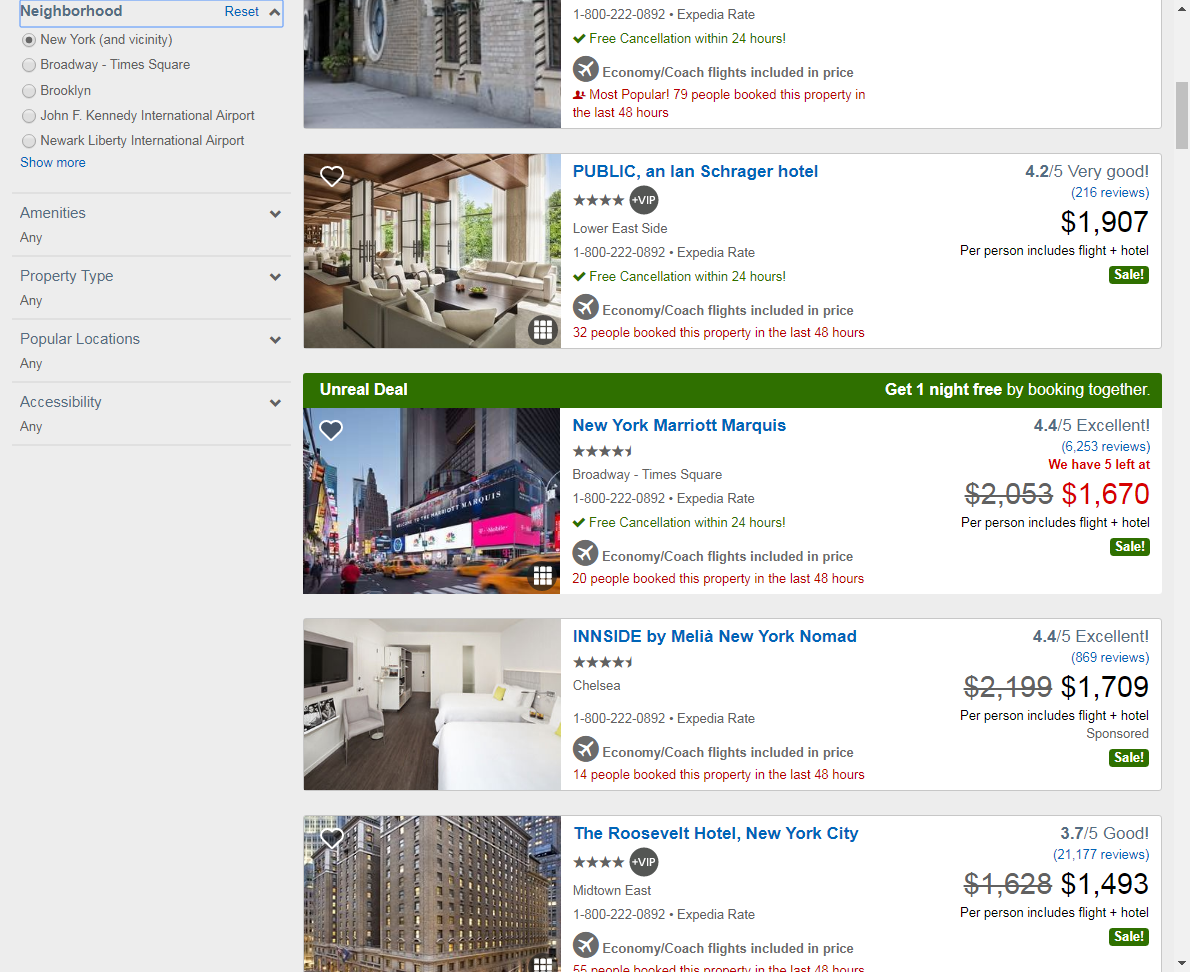 Neighborhood
Reset
New York (and vicinity)
Broadway - Times Square
Brooklyn
John F. Kennedy International Airport
Newark Liberty International Airport
Show more
Amenities
Any
Property Type
Any
Popular Locations
Any
Accessibility
Any
1-800-222-0892 • Expedia Rate
Free Cancellation within 24 hours!
Economy/Coach flights included in price
Most Popular! 79 people booked this property in
the last 48 hours
PUBLIC, an Ian Schrager hotel
+VIP
Lower East Side
1-800-222-0892 • Expedia Rate
Free Cancellation within 24 hours!
Economy/Coach flights included in price
32 people booked this property in the last 48 hours
4.2/5 Very good!
(216 reviews)
$1,907
Per person includes flight + hotel
Sale!
Unreal Deal
Get 1 night free by booking together.
WELCOME TO THE MARRIOTT MARQUIS
T-Mobile
New York Marriott Marquis
Broadway - Times Square
1-800-222-0892 • Expedia Rate
Free Cancellation within 24 hours!
Economy/Coach flights included in price
20 people booked this property in the last 48 hours
4.4/5 Excellent!
(6,253 reviews)
We have 5 left at
$2,053 $1,670
Per person includes flight + hotel
Sale!
INNSIDE by Melià New York Nomad
Chelsea
1-800-222-0892 • Expedia Rate
Economy/Coach flights included in price
14 people booked this property in the last 48 hours
4.4/5 Excellent!
(869 reviews)
$2,199 $1,709
Per person includes flight + hotel
Sponsored
Sale!
The Roosevelt Hotel, New York City
+VIP
Midtown East
1-800-222-0892 • Expedia Rate
Economy/Coach flights included in price
55 people booked this property in the last 48 hours
3.7/5 Good!
(21,177 reviews)
$1,628 $1,493
Per person includes flight + hotel
Sale!